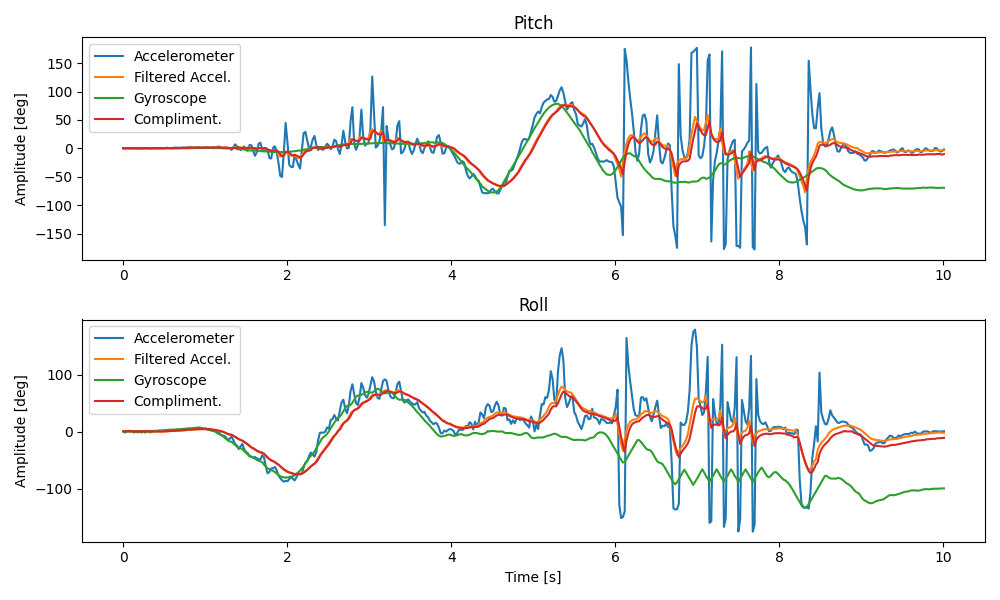 Pitch
Amplitude [deg]
150
100
50
0
−50
−100
−150
Accelerometer
Filtered Accel.
Gyroscope
Compliment.
0 2 4 6 8 10
Roll
Amplitude [deg]
100
0
−100
Accelerometer
Filtered Accel.
Gyroscope
Compliment.
0 2 4 6 8 10
Time [s]